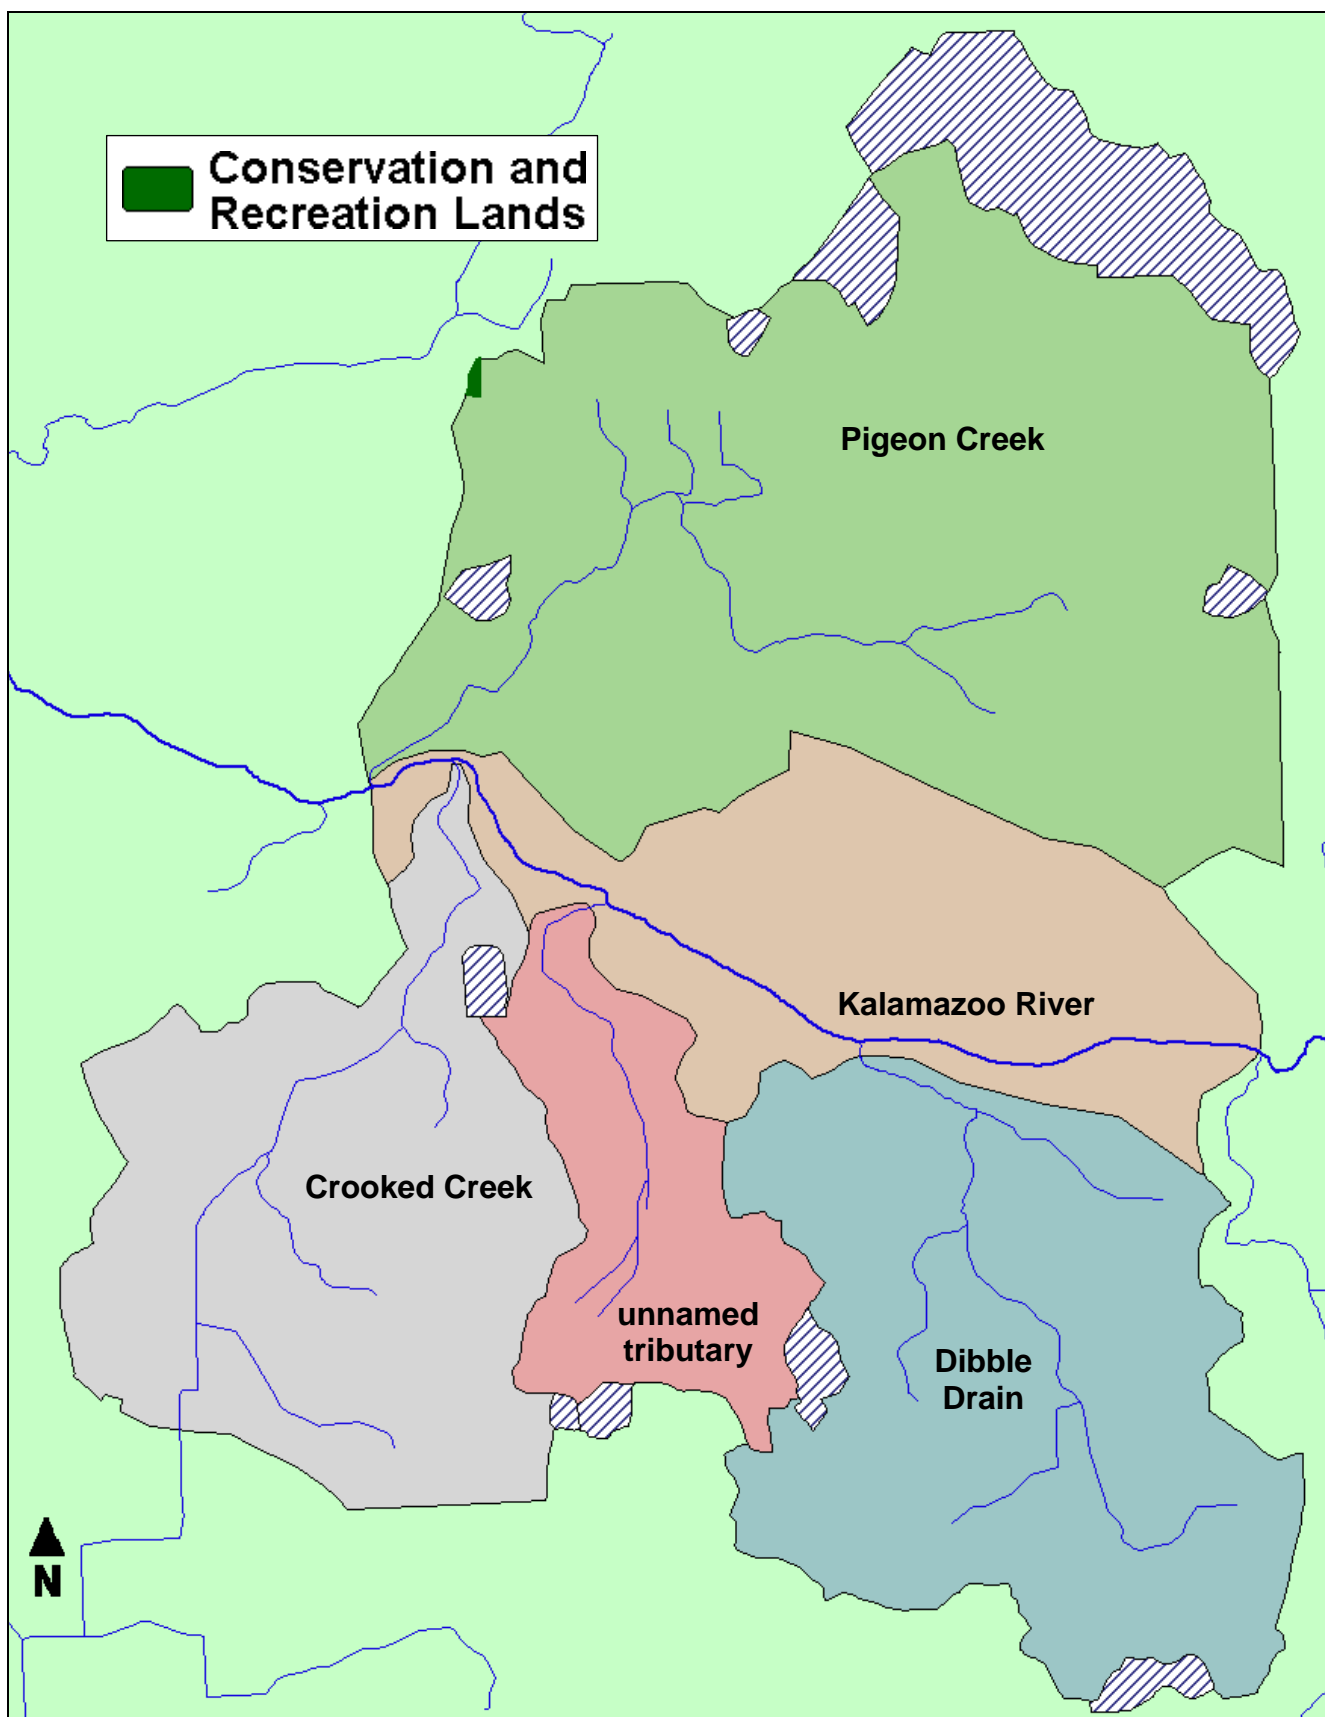 Conservation and
Recreation Lands
Pigeon Creek
Kalamazoo River
Crooked Creek
unnamed
tributary
Dibble
Drain
N